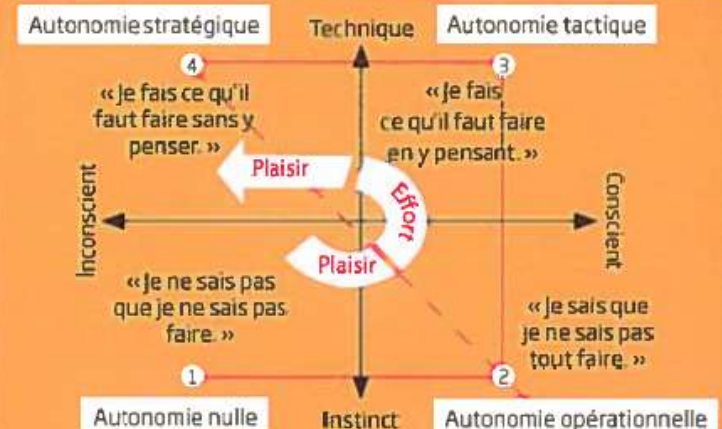 Autonomie stratégique
Technique
Autonomie tactique
4
3
« Je fais ce qu'il
faut faire sans y
penser. »
« Je fais
ce qu'il faut faire
en y pensant. »
Plaisir
Effort
Plaisir
Inconscient
Conscient
« Je ne sais pas
que je ne sais pas
faire. »
« Je sais que
je ne sais pas
tout faire. »
1
2
Autonomie nulle
Instinct
Autonomie opérationnelle